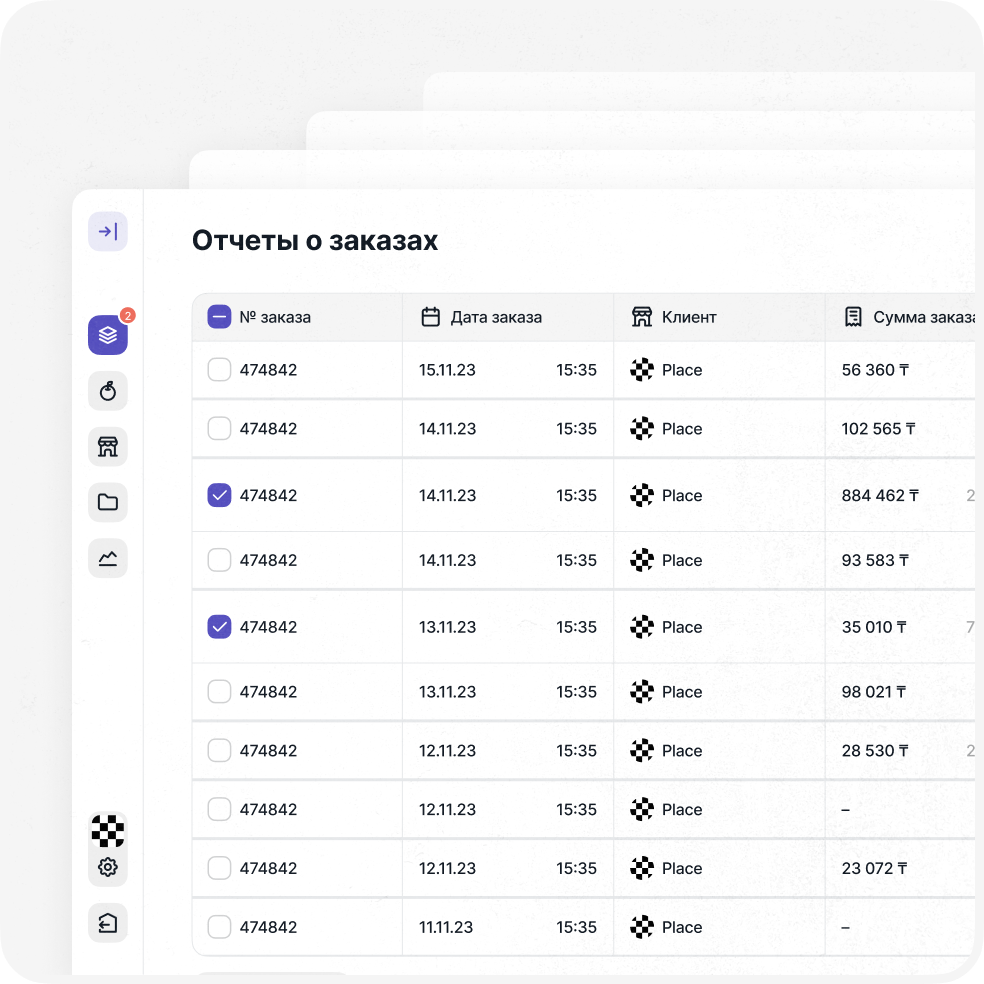 Отчеты о заказах
2
№ заказа Дата заказа Клиент Сумма заказа
474842 15.11.23 15:35 Place 56 360 ₸
474842 14.11.23 15:35 Place 102 565 ₸
474842 14.11.23 15:35 Place 884 462 ₸ 2
474842 14.11.23 15:35 Place 93 583 ₸
474842 13.11.23 15:35 Place 35 010 ₸ 7
474842 13.11.23 15:35 Place 98 021 ₸
474842 12.11.23 15:35 Place 28 530 ₸ 2
474842 12.11.23 15:35 Place –
474842 12.11.23 15:35 Place 23 072 ₸
474842 11.11.23 15:35 Place –